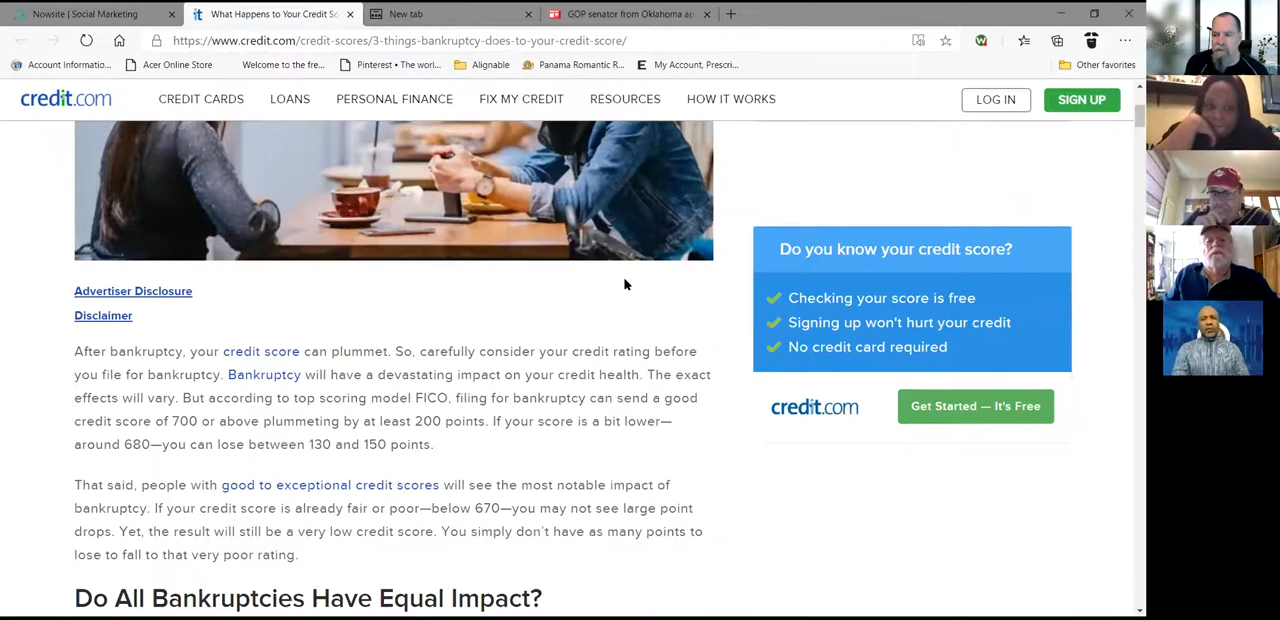 Nowsite | Social Marketing
What Happens to Your Credit Sc
New tab
GOP senator from Oklahoma ap
https://www.credit.com/credit-scores/3-things-bankruptcy-does-to-your-credit-score/
Account Informatio...
Acer Online Store
Welcome to the fre...
Pinterest • The worl...
Alignable
Panama Romantic R...
My Account, Prescri...
Other favorites
credit.com
CREDIT CARDS
LOANS
PERSONAL FINANCE
FIX MY CREDIT
RESOURCES
HOW IT WORKS
LOG IN
SIGN UP
Advertiser Disclosure
Disclaimer
After bankruptcy, your credit score can plummet. So, carefully consider your credit rating before
you file for bankruptcy. Bankruptcy will have a devastating impact on your credit health. The exact
effects will vary. But according to top scoring model FICO, filing for bankruptcy can send a good
credit score of 700 or above plummeting by at least 200 points. If your score is a bit lower—
around 680—you can lose between 130 and 150 points.
That said, people with good to exceptional credit scores will see the most notable impact of
bankruptcy. If your credit score is already fair or poor—below 670—you may not see large point
drops. Yet, the result will still be a very low credit score. You simply don't have as many points to
lose to fall to that very poor rating.
Do All Bankruptcies Have Equal Impact?
Do you know your credit score?
Checking your score is free
Signing up won't hurt your credit
No credit card required
credit.com
Get Started — It's Free